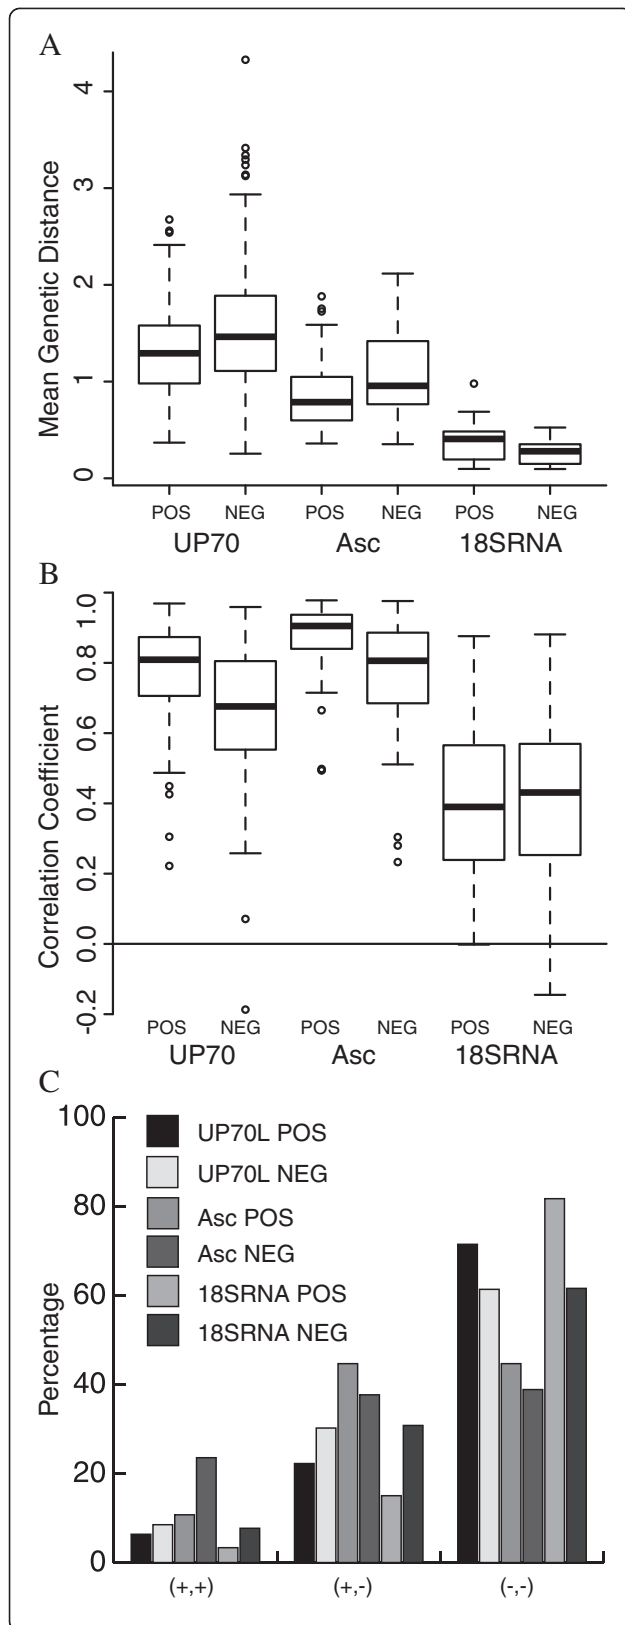 A
Mean Genetic Distance
4
3
2
1
0
POS NEG POS NEG POS NEG
UP70 Asc 18SRNA
B
Correlation Coefficient
1.0
0.8
0.6
0.4
0.2
0.0
-0.2
POS NEG POS NEG POS NEG
UP70 Asc 18SRNA
C
Percentage
100
80
60
40
20
0
UP70L POS
UP70L NEG
Asc POS
Asc NEG
18SRNA POS
18SRNA NEG
(+,+) (+,-) (-,-)